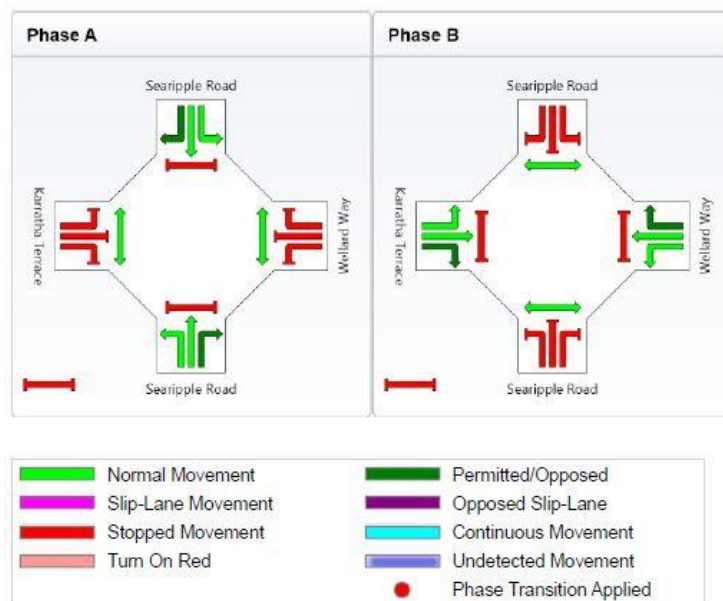 Phase A
Phase B
Searipple Road
Searipple Road
Karratha Terrace
Welland Way
Karratha Terrace
Welland Way
Searipple Road
Searipple Road
Normal Movement
Permitted/Opposed
Slip-Lane Movement
Opposed Slip-Lane
Stopped Movement
Continuous Movement
Turn On Red
Undetected Movement
Phase Transition Applied